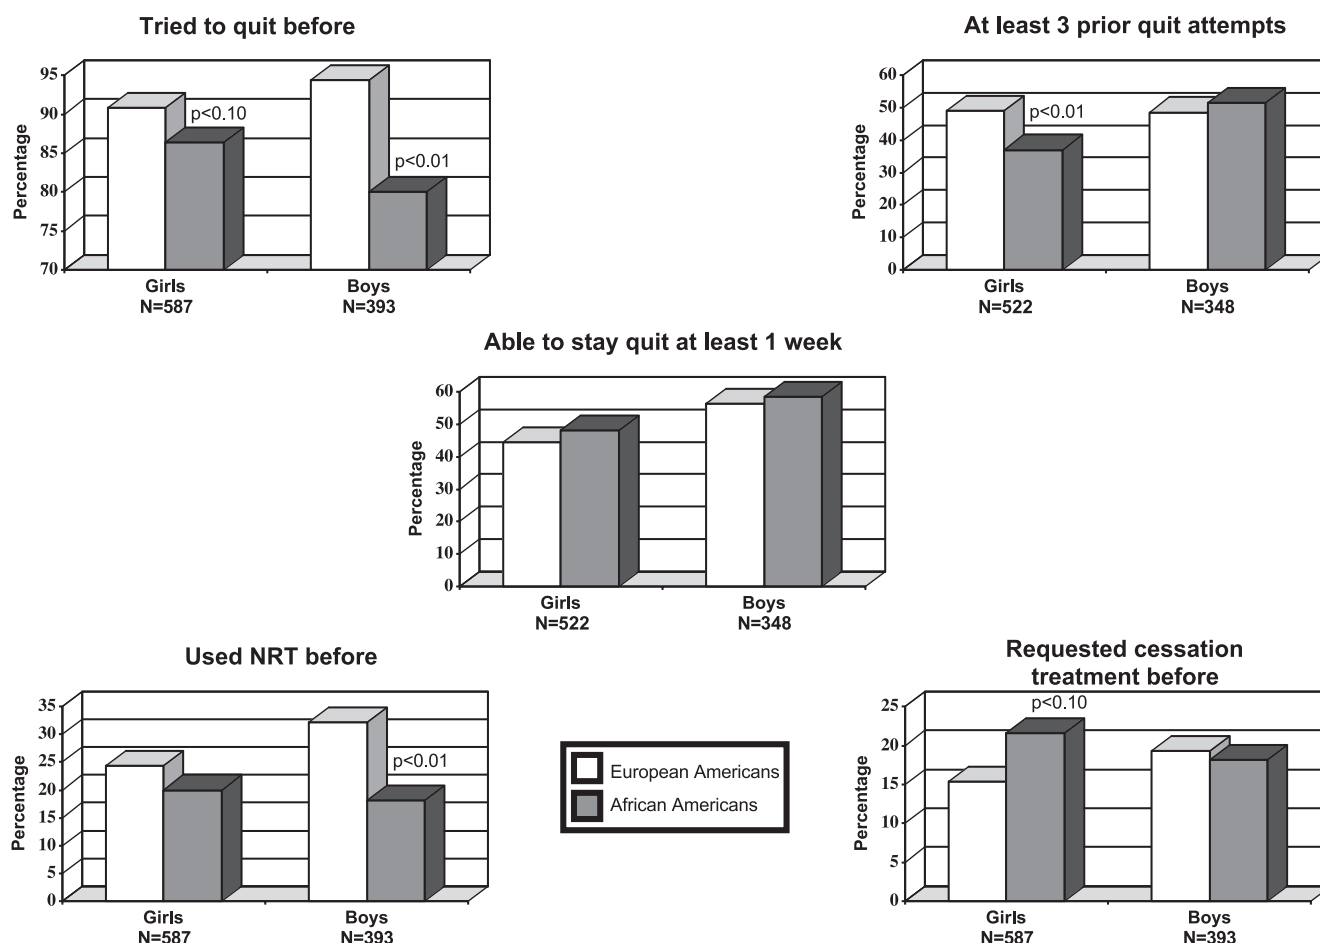 Tried to quit before
95
90
85
80
75
70
Percentage
p<0.10
p<0.01
Girls
N=587
Boys
N=393
At least 3 prior quit attempts
60
50
40
30
20
10
0
Percentage
p<0.01
Girls
N=522
Boys
N=348
Able to stay quit at least 1 week
60
50
40
30
20
10
0
Percentage
Girls
N=522
Boys
N=348
Used NRT before
35
30
25
20
15
10
5
0
Percentage
p<0.01
Girls
N=587
Boys
N=393
European Americans
African Americans
Requested cessation
treatment before
25
20
15
10
5
0
Percentage
p<0.10
Girls
N=587
Boys
N=393